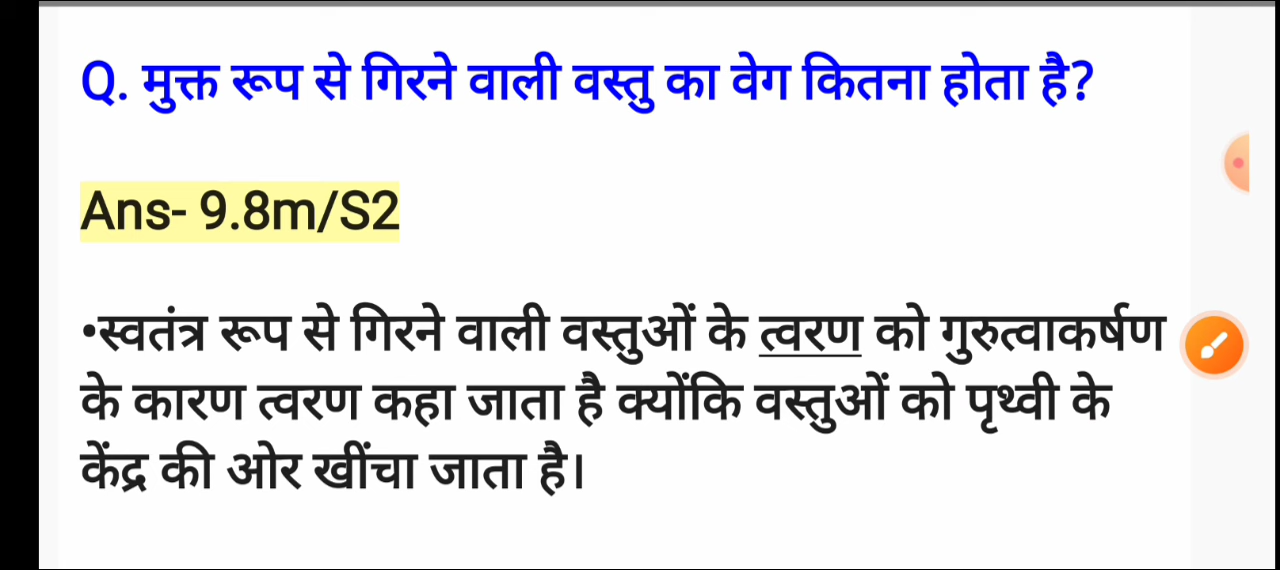 Q. मुक्त रूप से गिरने वाली वस्तु का वेग कितना होता है?
Ans- 9.8m/S2
•स्वतंत्र रूप से गिरने वाली वस्तुओं के त्वरण को गुरुत्वाकर्षण
के कारण त्वरण कहा जाता है क्योंकि वस्तुओं को पृथ्वी के
केंद्र की ओर खींचा जाता है।